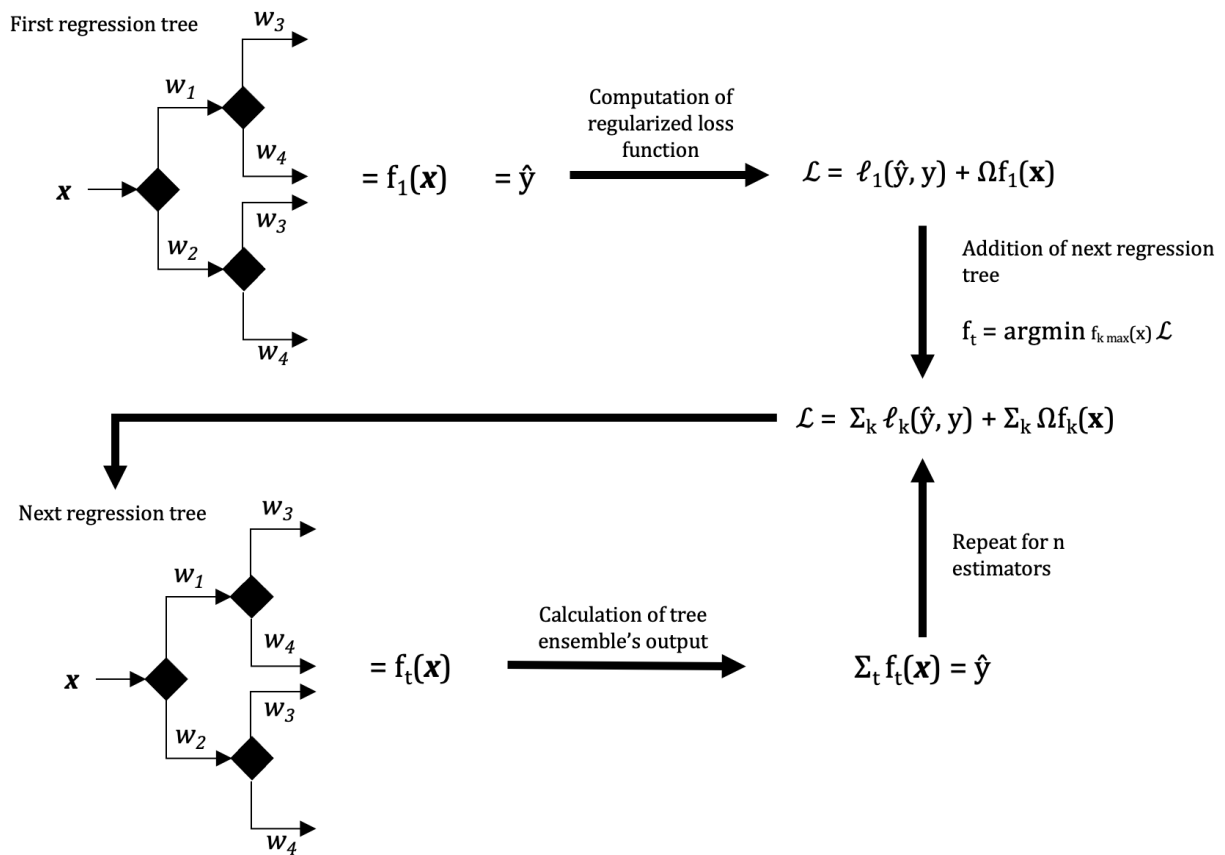 First regression tree
w₃
w₁
w₄
x
= f₁(x) = ŷ
w₃
w₂
w₄
Computation of
regularized loss
function
ℒ = ℓ₁(ŷ, y) + Ωf₁(x)
Addition of next regression
tree
fₜ = argmin f_{k max}(x) ℒ
ℒ = Σₖ ℓₖ(ŷ, y) + Σₖ Ωfₖ(x)
Next regression tree
w₃
w₁
w₄
x
= fₜ(x)
w₃
w₂
w₄
Calculation of tree
ensemble’s output
Σₜ fₜ(x) = ŷ
Repeat for n
estimators